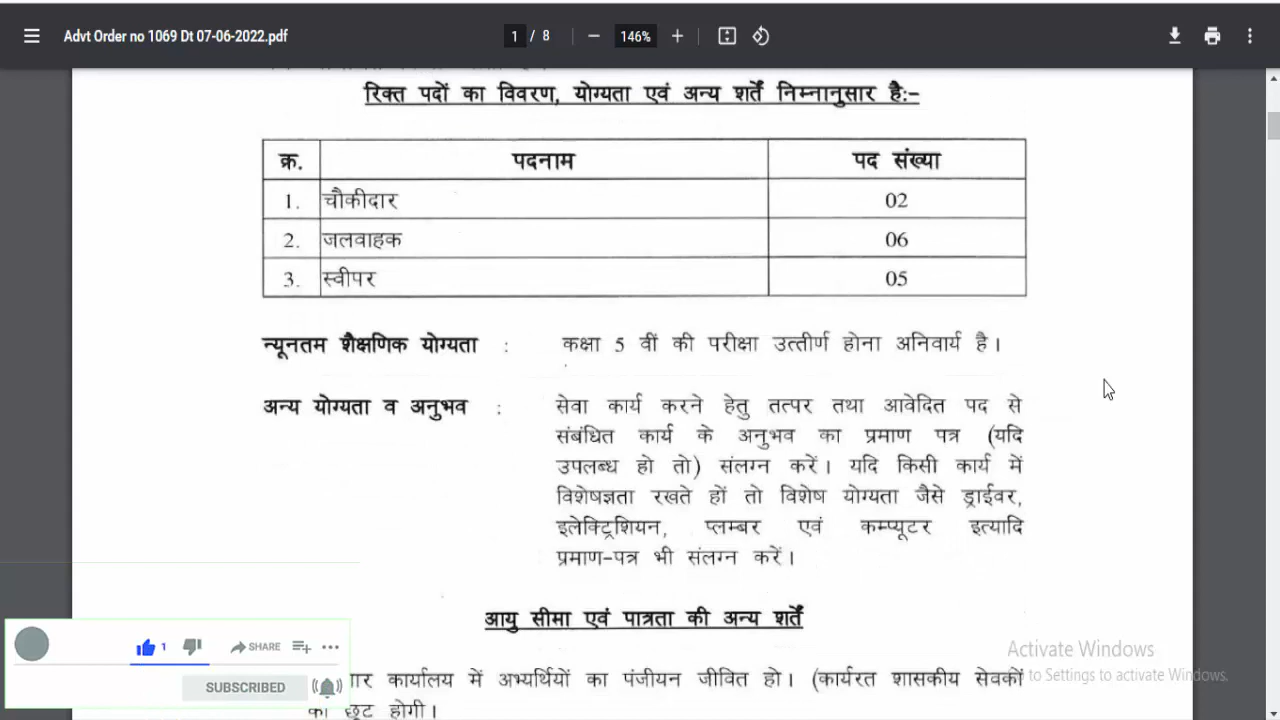 Advt Order no 1069 Dt 07-06-2022.pdf
1 / 8
146%
रिक्त पदों का विवरण, योग्यता एवं अन्य शर्तें निम्नानुसार है:-
क्र. पदनाम पद संख्या
1. चौकीदार 02
2. जलवाहक 06
3. स्वीपर 05
न्यूनतम शैक्षणिक योग्यता : कक्षा 5 वीं की परीक्षा उत्तीर्ण होना अनिवार्य है।
अन्य योग्यता व अनुभव : सेवा कार्य करने हेतु तत्पर तथा आवेदित पद से
संबंधित कार्य के अनुभव का प्रमाण पत्र (यदि
उपलब्ध हो तो) संलग्न करें। यदि किसी कार्य में
विशेषज्ञता रखते हों तो विशेष योग्यता जैसे ड्राईवर,
इलेक्ट्रिशियन, प्लम्बर एवं कम्प्यूटर इत्यादि
प्रमाण-पत्र भी संलग्न करें।
आयु सीमा एवं पात्रता की अन्य शर्तें
कार्यालय में अभ्यर्थियों का पंजीयन जीवित हो। (कार्यरत शासकीय सेवकों
को छूट होगी।
1 SHARE
SUBSCRIBED
Activate Windows
to Settings to activate Windows.